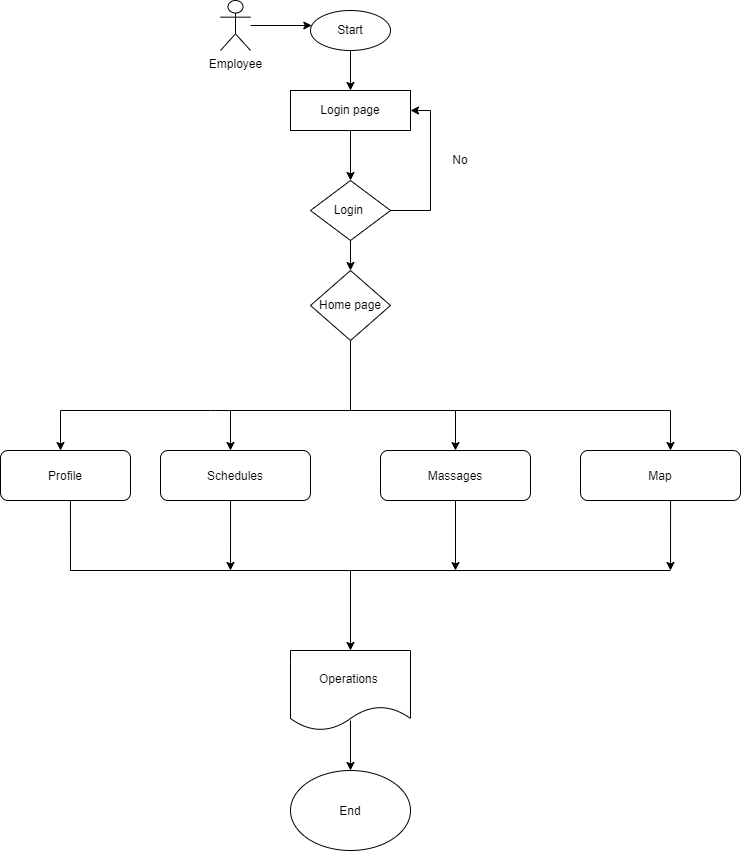 Start
Employee
Login page
No
Login
Home page
Profile
Schedules
Massages
Map
Operations
End